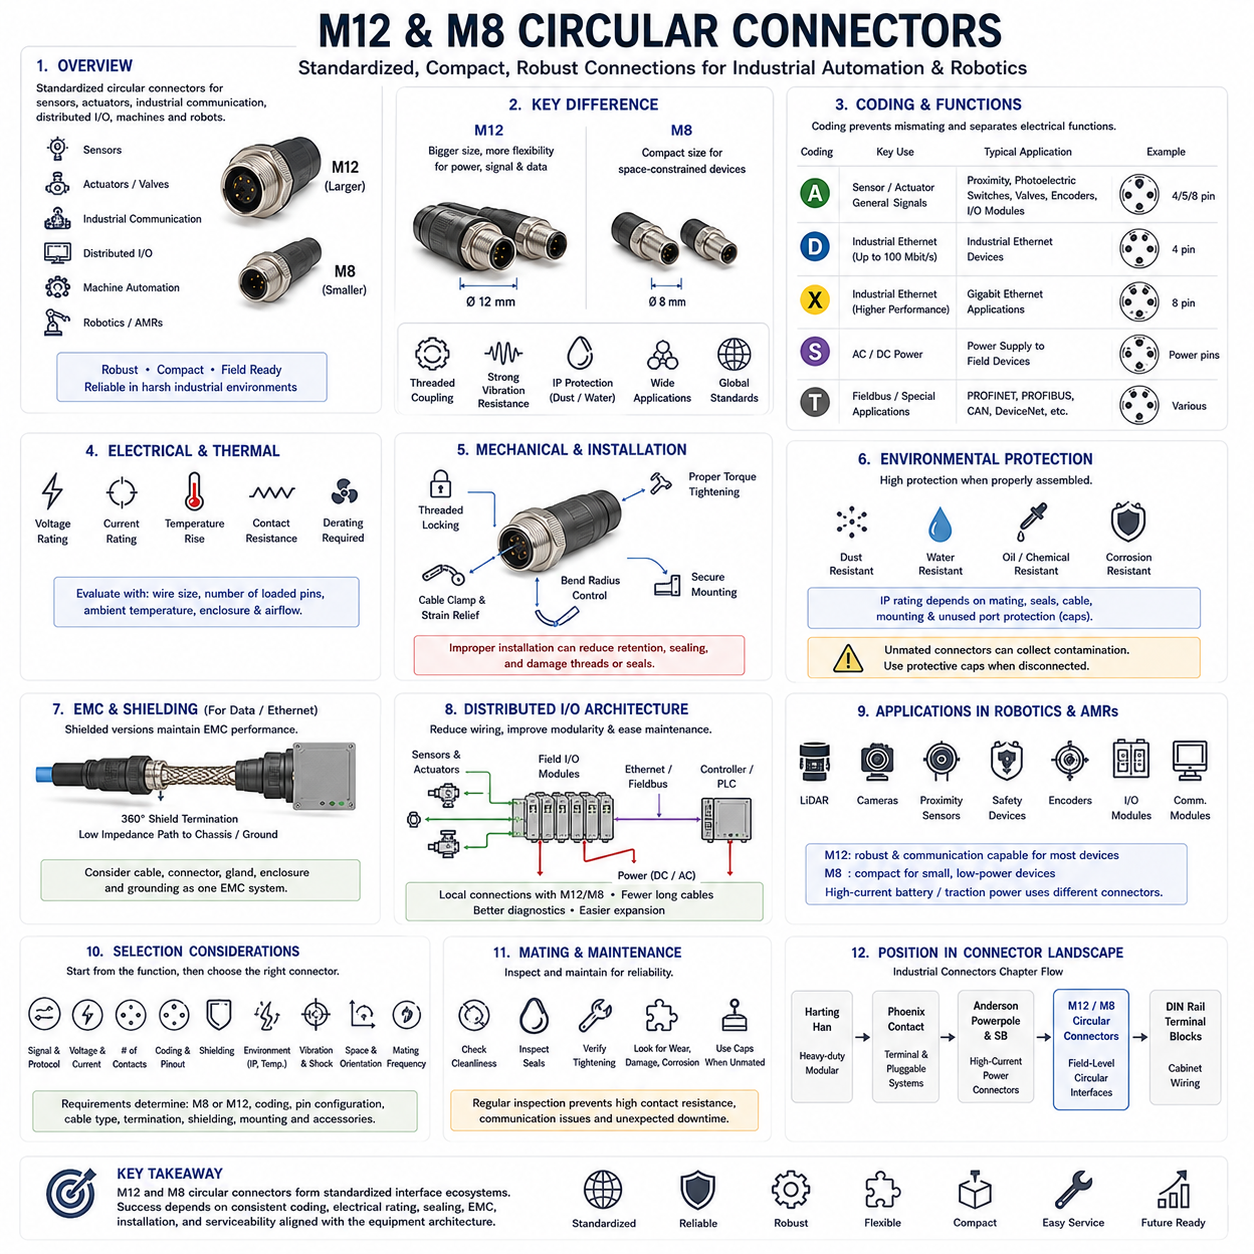 M12 & M8 CIRCULAR CONNECTORS
Standardized, Compact, Robust Connections for Industrial Automation & Robotics
1. OVERVIEW
Standardized circular connectors for
sensors, actuators, industrial communication,
distributed I/O, machines and robots.
Sensors
Actuators / Valves
Industrial Communication
Distributed I/O
Machine Automation
Robotics / AMRs
M12
(Larger)
M8
(Smaller)
Robust • Compact • Field Ready
Reliable in harsh industrial environments
2. KEY DIFFERENCE
M12
Bigger size, more flexibility
for power, signal & data
Ø 12 mm
M8
Compact size for
space-constrained devices
Ø 8 mm
Threaded
Coupling
Strong
Vibration
Resistance
IP Protection
(Dust / Water)
Wide
Applications
Global
Standards
3. CODING & FUNCTIONS
Coding prevents mismating and separates electrical functions.
Coding Key Use Typical Application Example
A
Sensor / Actuator
General Signals
Proximity, Photoelectric
Switches, Valves, Encoders,
I/O Modules
4/5/8 pin
D
Industrial Ethernet
(Up to 100 Mbit/s)
Industrial Ethernet
Devices
4 pin
X
Industrial Ethernet
(Higher Performance)
Gigabit Ethernet
Applications
8 pin
S
AC / DC Power
Power Supply to
Field Devices
Power pins
T
Fieldbus / Special
Applications
PROFINET, PROFIBUS,
CAN, DeviceNet, etc.
Various
4. ELECTRICAL & THERMAL
Voltage
Rating
Current
Rating
Temperature
Rise
Contact
Resistance
Derating
Required
Evaluate with: wire size, number of loaded pins,
ambient temperature, enclosure & airflow.
5. MECHANICAL & INSTALLATION
Threaded
Locking
Proper Torque
Tightening
Cable Clamp &
Strain Relief
Bend Radius
Control
Secure
Mounting
Improper installation can reduce retention, sealing,
and damage threads or seals.
6. ENVIRONMENTAL PROTECTION
High protection when properly assembled.
Dust
Resistant
Water
Resistant
Oil / Chemical
Resistant
Corrosion
Resistant
IP rating depends on mating, seals, cable,
mounting & unused port protection (caps).
Unmated connectors can collect contamination.
Use protective caps when disconnected.
7. EMC & SHIELDING (For Data / Ethernet)
Shielded versions maintain EMC performance.
360° Shield Termination
Low Impedance Path to Chassis / Ground
Consider cable, connector, gland, enclosure
and grounding as one EMC system.
8. DISTRIBUTED I/O ARCHITECTURE
Reduce wiring, improve modularity & ease maintenance.
Sensors &
Actuators
Field I/O
Modules
Ethernet /
Fieldbus
Controller /
PLC
Power (DC / AC)
Local connections with M12/M8 • Fewer long cables
Better diagnostics • Easier expansion
9. APPLICATIONS IN ROBOTICS & AMRs
LiDAR
Cameras
Proximity
Sensors
Safety
Devices
Encoders
I/O
Modules
Comm.
Modules
M12: robust & communication capable for most devices
M8 : compact for small, low-power devices
High-current battery / traction power uses different connectors.
10. SELECTION CONSIDERATIONS
Start from the function, then choose the right connector.
Signal &
Protocol
Voltage &
Current
# of
Contacts
Coding &
Pinout
Shielding
Environment
(IP, Temp.)
Vibration
& Shock
Space &
Orientation
Mating
Frequency
Requirements determine: M8 or M12, coding, pin configuration,
cable type, termination, shielding, mounting and accessories.
11. MATING & MAINTENANCE
Inspect and maintain for reliability.
Check
Cleanliness
Inspect
Seals
Verify
Tightening
Look for Wear,
Damage, Corrosion
Use Caps
When Unmated
Regular inspection prevents high contact resistance,
communication issues and unexpected downtime.
12. POSITION IN CONNECTOR LANDSCAPE
Industrial Connectors Chapter Flow
Harting
Han
Heavy-duty
Modular
Phoenix
Contact
Terminal &
Pluggable
Systems
Anderson
Powerpole
& SB
High-Current
Power
Connectors
M12 / M8
Circular
Connectors
Field-Level
Circular
Interfaces
DIN Rail
Terminal
Blocks
Cabinet
Wiring
KEY TAKEAWAY
M12 and M8 circular connectors form standardized interface ecosystems.
Success depends on consistent coding, electrical rating, sealing, EMC,
installation, and serviceability aligned with the equipment architecture.
Standardized
Reliable
Robust
Flexible
Compact
Easy Service
Future Ready